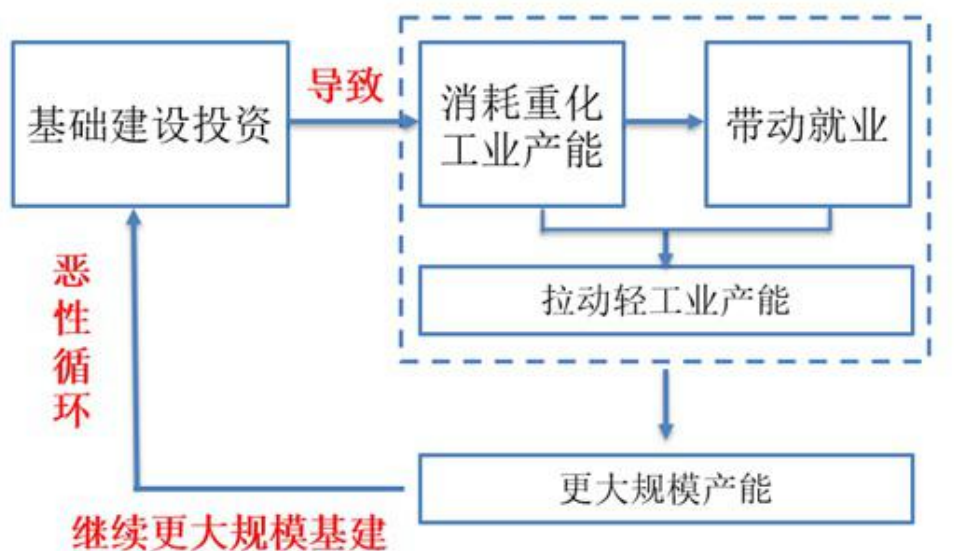 基础建设投资
导致
消耗重化
工业产能
带动就业
拉动轻工业产能
恶
性
循
环
更大规模产能
继续更大规模基建